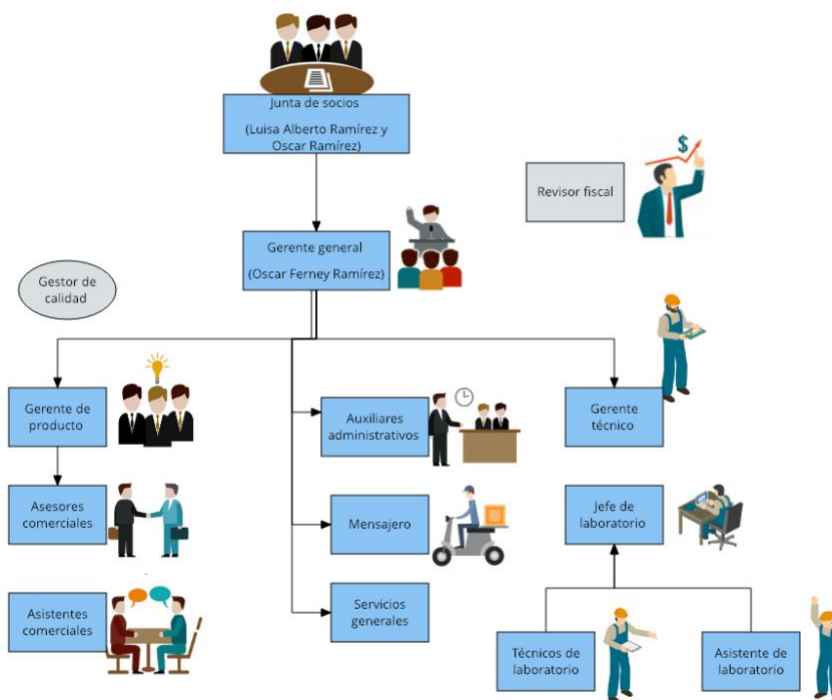 Junta de socios
(Luisa Alberto Ramírez y
Oscar Ramírez)
$
Revisor fiscal
Gerente general
(Oscar Ferney Ramírez)
Gestor de
calidad
Gerente de
producto
Auxiliares
administrativos
Gerente
técnico
Asesores
comerciales
Mensajero
Jefe de
laboratorio
Asistentes
comerciales
Servicios
generales
Técnicos de
laboratorio
Asistente de
laboratorio